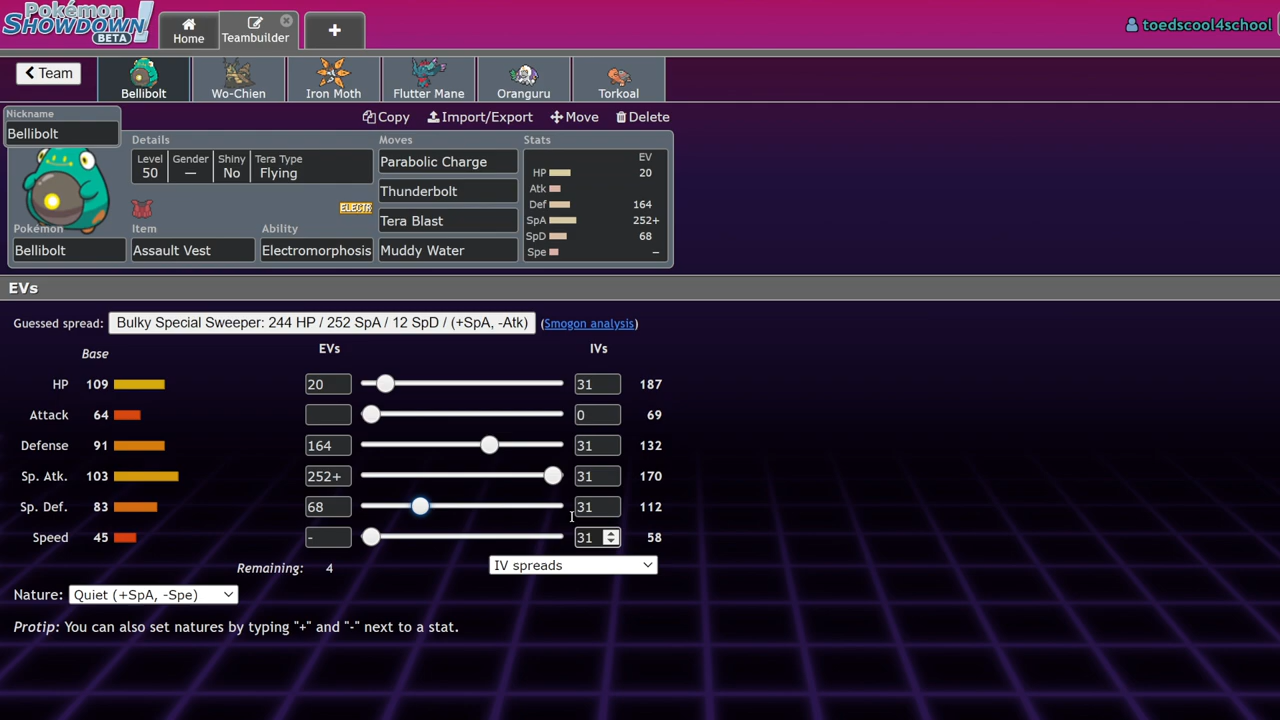 Pokémon
SHOWDOWN!
BETA
Home
Teambuilder
+
toedscool4school
Team
Bellibolt
Wo-Chien
Iron Moth
Flutter Mane
Oranguru
Torkoal
Nickname
Bellibolt
Copy
Import/Export
Move
Delete
Details
Level
50
Gender
—
Shiny
No
Tera Type
Flying
ELECTR
Pokémon
Bellibolt
Item
Assault Vest
Ability
Electromorphosis
Moves
Parabolic Charge
Thunderbolt
Tera Blast
Muddy Water
Stats
EV
HP 20
Atk
Def 164
SpA 252+
SpD 68
Spe –
EVs
Guessed spread: Bulky Special Sweeper: 244 HP / 252 SpA / 12 SpD / (+SpA, -Atk) (Smogon analysis)
Base EVs IVs
HP 109 20 31 187
Attack 64 0 69
Defense 91 164 31 132
Sp. Atk. 103 252+ 31 170
Sp. Def. 83 68 31 112
Speed 45 - 31 58
Remaining: 4
IV spreads
Nature: Quiet (+SpA, -Spe)
Protip: You can also set natures by typing "+" and "-" next to a stat.